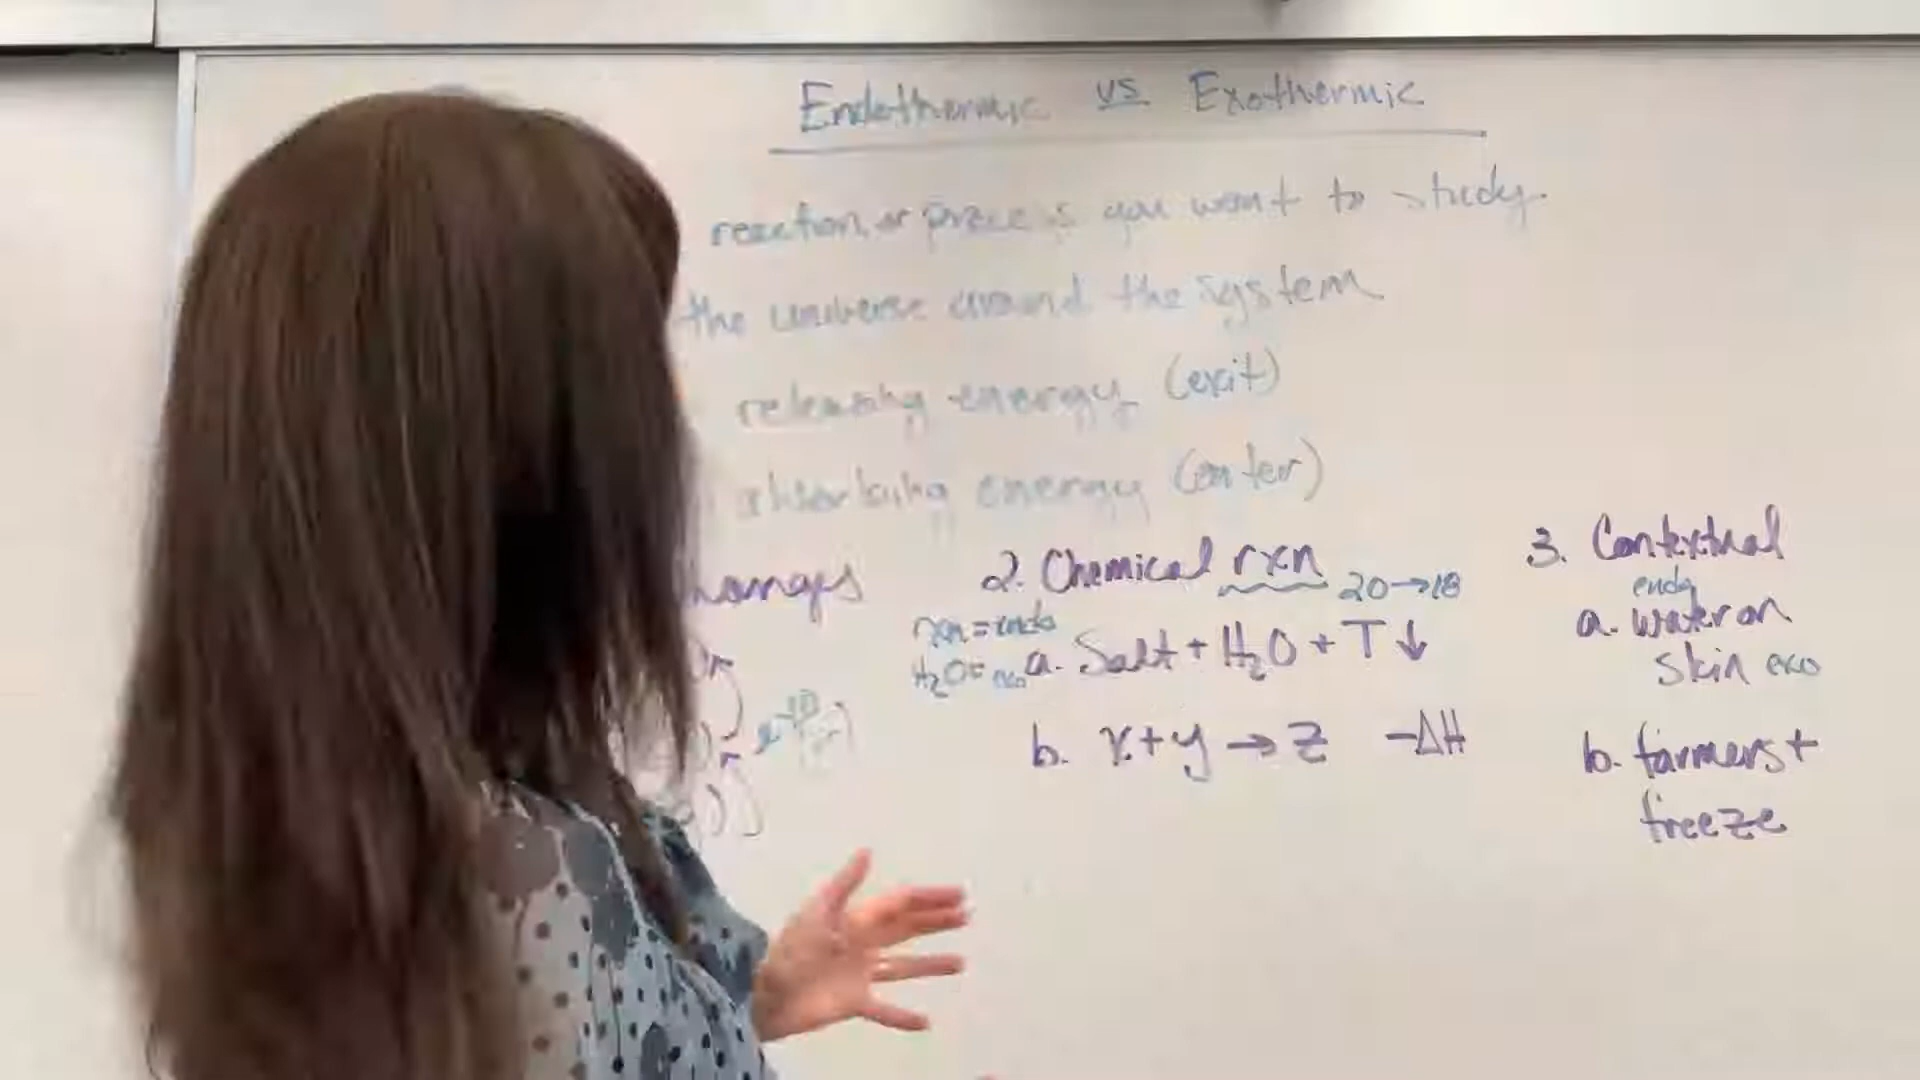 Endothermic vs Exothermic
reaction or process you want to study.
the universe around the system
releasing energy (exit)
absorbing energy (enter)
hanges
2. Chemical rxn 20→18
rxn = endo
H₂O = exo a. Salt + H₂O + T↓
b. x + y → z -ΔH
3. Contextual
endo
a. water on
skin exo
b. farmers +
freeze